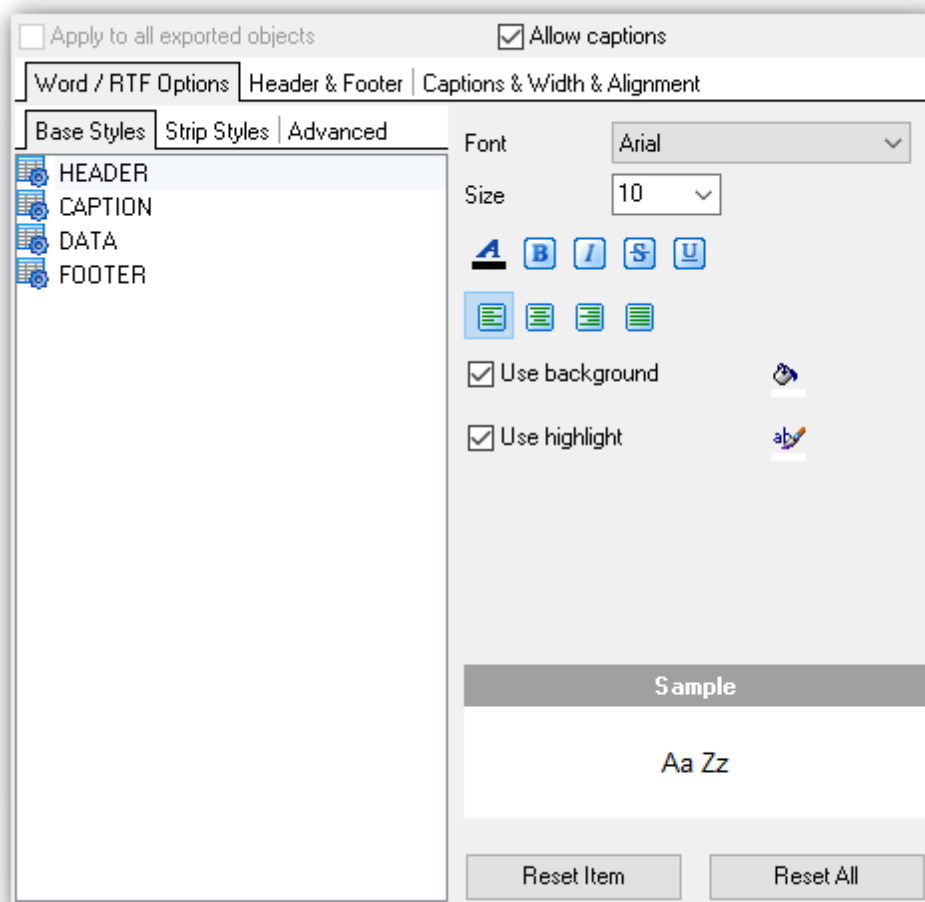 Apply to all exported objects Allow captions
Word / RTF Options Header & Footer Captions & Width & Alignment
Base Styles Strip Styles Advanced
HEADER
CAPTION
DATA
FOOTER
Font Arial
Size 10
A B I S U
Use background
Use highlight ab
Sample
Aa Zz
Reset Item Reset All